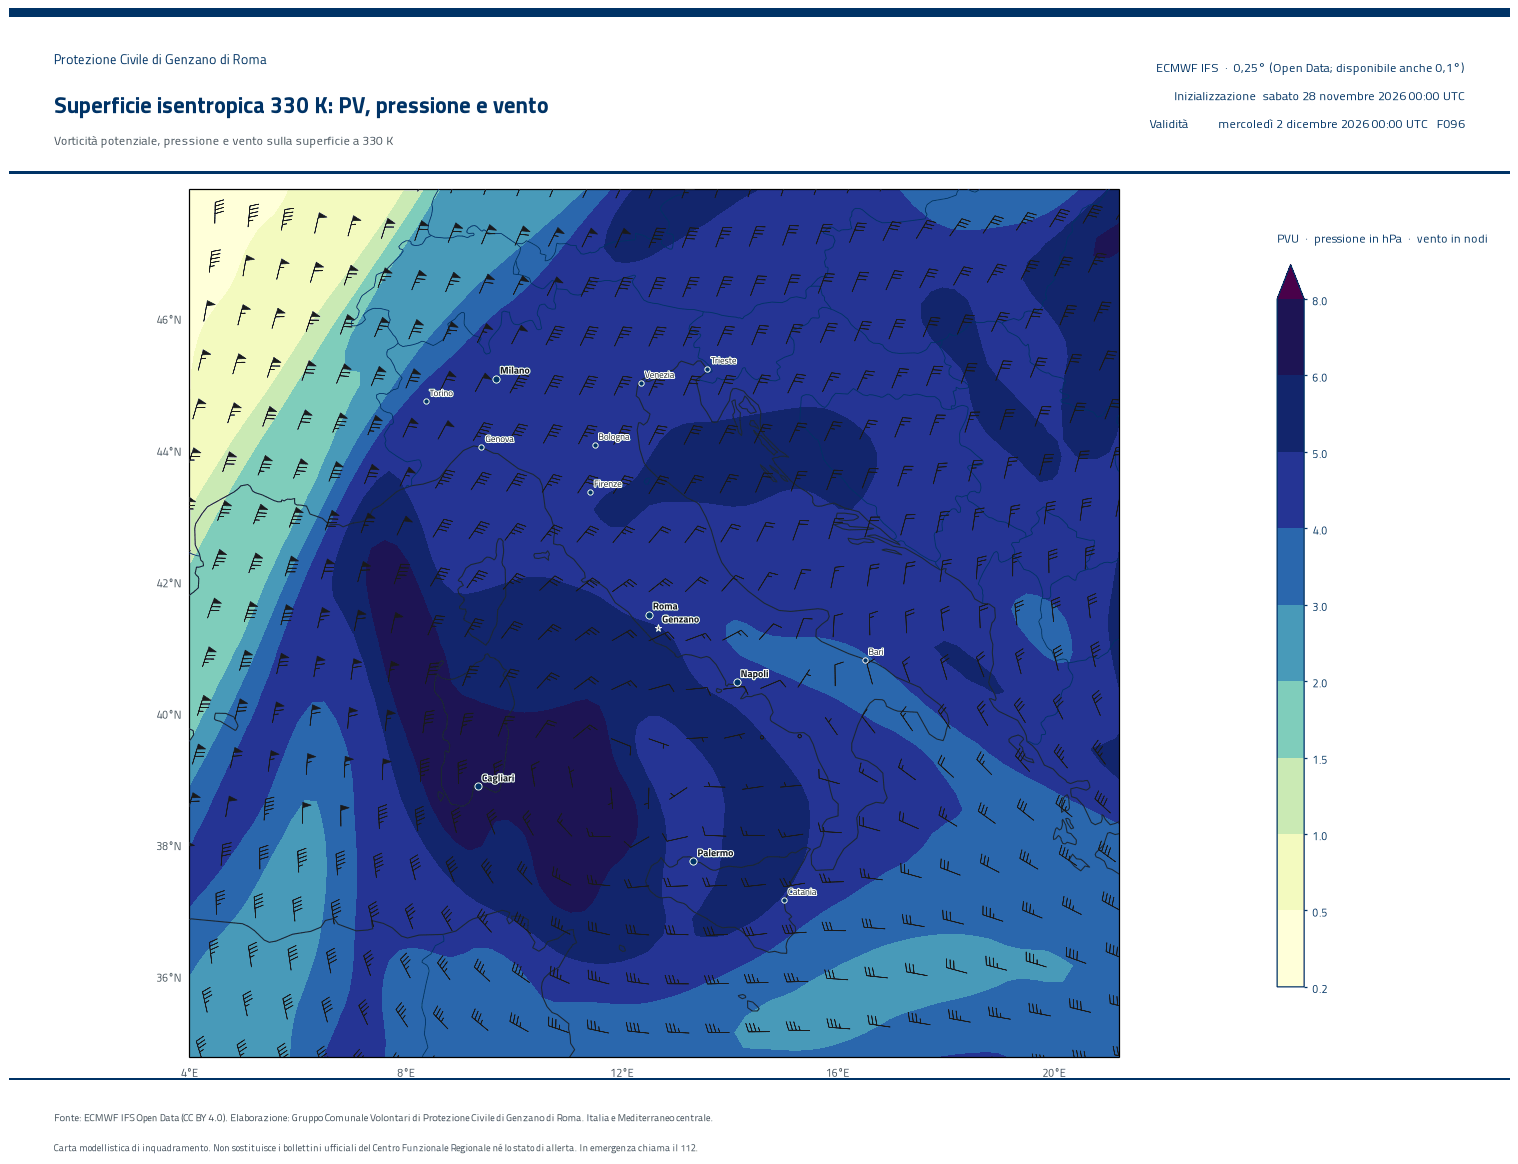 Protezione Civile di Genzano di Roma
Superficie isentropica 330 K: PV, pressione e vento
Vorticità potenziale, pressione e vento sulla superficie a 330 K
ECMWF IFS · 0,25° (Open Data; disponibile anche 0,1°)
Inizializzazione sabato 28 novembre 2026 00:00 UTC
Validità mercoledì 2 dicembre 2026 00:00 UTC F096
PVU · pressione in hPa · vento in nodi
8.0
6.0
5.0
4.0
3.0
2.0
1.5
1.0
0.5
0.2
46°N
44°N
42°N
40°N
38°N
36°N
4°E
8°E
12°E
16°E
20°E
Trieste
Milano
Venezia
Torino
Genova
Bologna
Firenze
Roma
Genzano
Bari
Napoli
Cagliari
Palermo
Catania
Fonte: ECMWF IFS Open Data (CC BY 4.0). Elaborazione: Gruppo Comunale Volontari di Protezione Civile di Genzano di Roma. Italia e Mediterraneo centrale.
Carta modellistica di inquadramento. Non sostituisce i bollettini ufficiali del Centro Funzionale Regionale né lo stato di allerta. In emergenza chiama il 112.